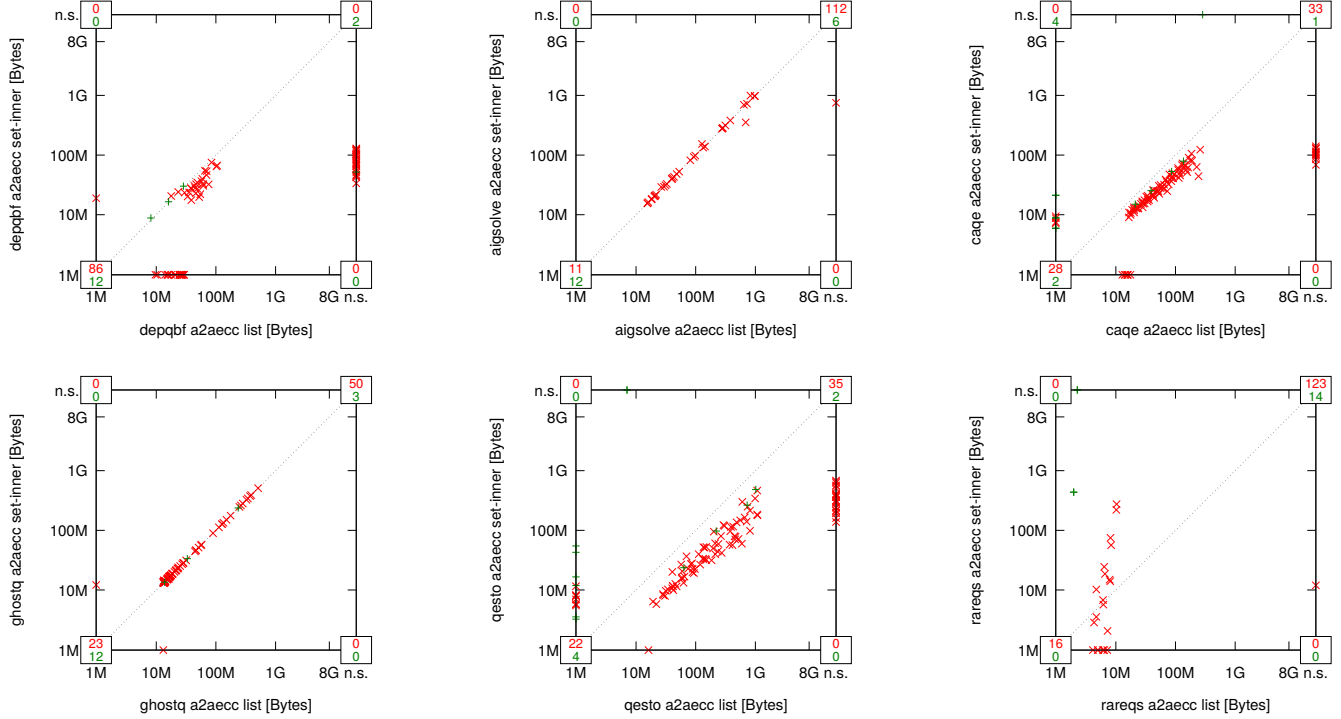 depqbf a2aecc set-inner [Bytes]
n.s.
8G
1G
100M
10M
1M
0
0
0
2
86
12
0
0
1M
10M
100M
1G
8G
n.s.
depqbf a2aecc list [Bytes]
aigsolve a2aecc set-inner [Bytes]
n.s.
8G
1G
100M
10M
1M
0
0
112
6
11
12
0
0
1M
10M
100M
1G
8G
n.s.
aigsolve a2aecc list [Bytes]
caqe a2aecc set-inner [Bytes]
n.s.
8G
1G
100M
10M
1M
0
4
33
1
28
2
0
0
1M
10M
100M
1G
8G
n.s.
caqe a2aecc list [Bytes]
ghostq a2aecc set-inner [Bytes]
n.s.
8G
1G
100M
10M
1M
0
0
50
3
23
12
0
0
1M
10M
100M
1G
8G
n.s.
ghostq a2aecc list [Bytes]
qesto a2aecc set-inner [Bytes]
n.s.
8G
1G
100M
10M
1M
0
0
35
2
22
4
0
0
1M
10M
100M
1G
8G
n.s.
qesto a2aecc list [Bytes]
rareqs a2aecc set-inner [Bytes]
n.s.
8G
1G
100M
10M
1M
0
0
123
14
16
0
0
0
1M
10M
100M
1G
8G
n.s.
rareqs a2aecc list [Bytes]